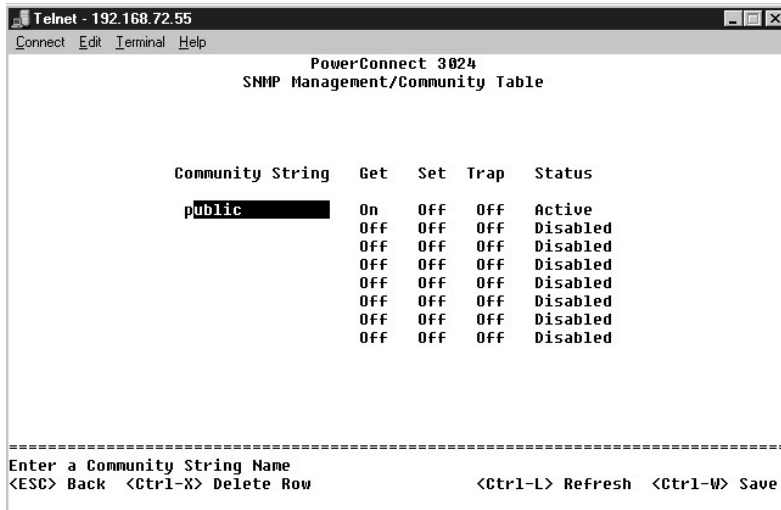 Telnet - 192.168.72.55
Connect Edit Terminal Help
PowerConnect 3024
SNMP Management/Community Table
Community String Get Set Trap Status
public On Off Off Active
Off Off Off Disabled
Off Off Off Disabled
Off Off Off Disabled
Off Off Off Disabled
Off Off Off Disabled
Off Off Off Disabled
Off Off Off Disabled
================================================================================
Enter a Community String Name
<ESC> Back <Ctrl-X> Delete Row <Ctrl-L> Refresh <Ctrl-W> Save